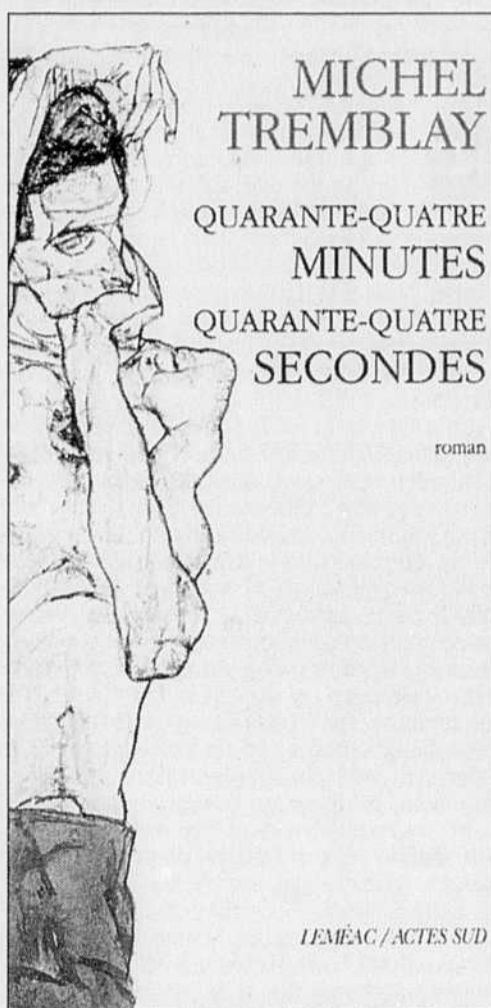 MICHEL
TREMBLAY
QUARANTE-QUATRE
MINUTES
QUARANTE-QUATRE
SECONDES
roman
LEMÉAC / ACTES SUD